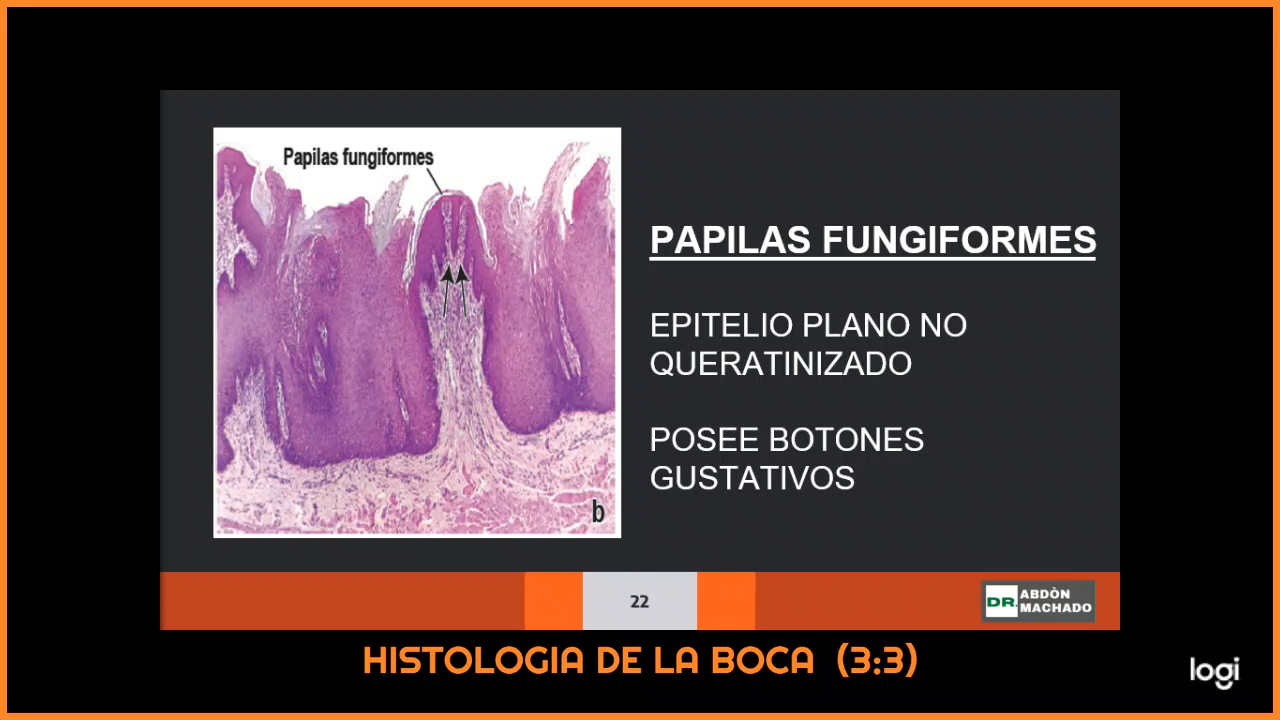 Papilas fungiformes
b
PAPILAS FUNGIFORMES
EPITELIO PLANO NO
QUERATINIZADO
POSEE BOTONES
GUSTATIVOS
22
DR. ABDÒN
MACHADO
HISTOLOGIA DE LA BOCA (3:3)
logi